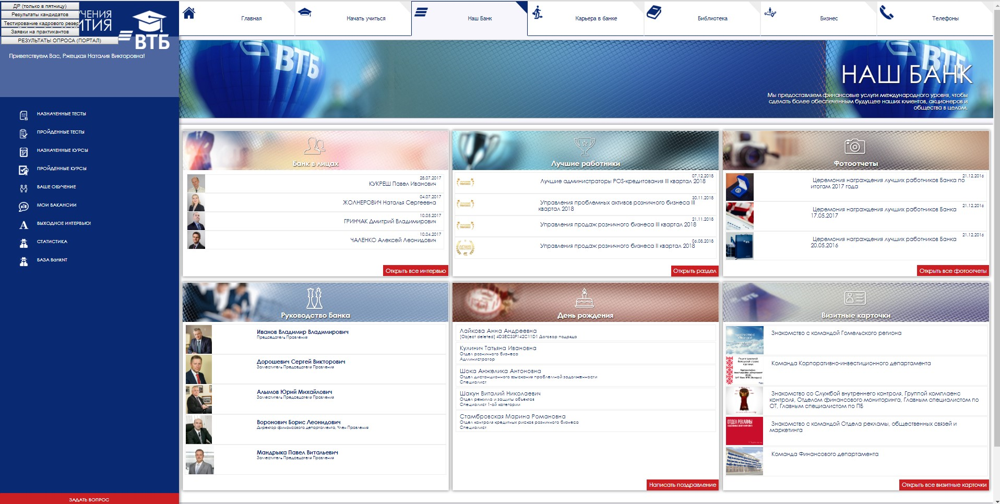 ДР (только в пятницу)
Результаты кандидатов
Тестирование кадрового резер
Заявки на практикантов
РЕЗУЛЬТАТЫ ОПРОСА (ПОРТАЛ)
ВТБ
Приветствуем Вас, Ржецкая Наталия Викторовна!
НАЗНАЧЕННЫЕ ТЕСТЫ
ПРОЙДЕННЫЕ ТЕСТЫ
НАЗНАЧЕННЫЕ КУРСЫ
ПРОЙДЕННЫЕ КУРСЫ
ВАШЕ ОБУЧЕНИЕ
МОИ ВАКАНСИИ
ВЫХОДНОЕ ИНТЕРВЬЮ!
СТАТИСТИКА
БАЗА BankNT
ЗАДАТЬ ВОПРОС
Главная
Начать учиться
Наш Банк
Карьера в банке
Библиотека
Бизнес
Телефоны
ВТБ
ВТБ
НАШ БАНК
Мы предоставляем финансовые услуги международного уровня, чтобы
сделать более обеспеченным будущее наших клиентов, акционеров и
общества в целом.
Банк в лицах
28.07.2017
КУКРЕШ Павел Иванович
04.07.2017
ЖОЛНЕРОВИЧ Наталья Сергеевна
10.05.2017
ГРИНЧАК Дмитрий Владимирович
10.04.2017
ЧАЛЕНКО Алексей Леонидович
Открыть все интервью
Лучшие работники
07.12.2018
Лучшие администраторы POS-кредитования III квартал 2018
30.11.2018
Управления проблемных активов розничного бизнеса III
квартал 2018
21.11.2018
Управления продаж розничного бизнеса III квартал 2018
06.08.2018
Управления продаж розничного бизнеса II квартал 2018
Открыть раздел
Фотоотчеты
21.12.2016
Церемония награждения лучших работников Банка по
итогам 2017 года
21.12.2016
Церемония награждения лучших работников Банка
17.05.2017
21.12.2016
Церемония награждения лучших работников Банка
20.05.2016
Открыть все фотоотчеты
Руководство Банка
Иванов Владимир Владимирович
Председатель Правления
Дорошевич Сергей Викторович
Заместитель Председателя Правления
Алымов Юрий Михайлович
Заместитель Председателя Правления
Воронович Борис Леонидович
Директор финансового департамента, Член Правления
Мандрыка Павел Витальевич
Заместитель Председателя Правления
День рождения
Лайкова Анна Андреевна
[Object deleted] 4D3EC33F142C11D1 Договор подряда
Кулинич Татьяна Ивановна
Отдел розничного бизнеса
Администратор
Шока Анжелика Антоновна
Отдел дистанционного взыскания проблемной задолженности
Специалист
Шакун Виталий Николаевич
Отдел режима и защиты объектов
Специалист 1-ой категории
Стамбровская Марина Романовна
Отдел контроля кредитных рисков розничного бизнеса
Специалист
Написать поздравление
Визитные карточки
Знакомство с командой Гомельского региона
Команда Корпоративно-инвестиционного департамента
Знакомство со Службой внутреннего контроля, Группой комплаенс
контроля, Отделом финансового мониторинга, Главным специалистом по
ОТ, Главным специалистом по ПБ
ОТДЕЛ РЕКЛАМЫ
Знакомство с командой Отдела рекламы, общественных связей и
маркетинга
Команда Финансового департамента
Открыть все визитные карточки